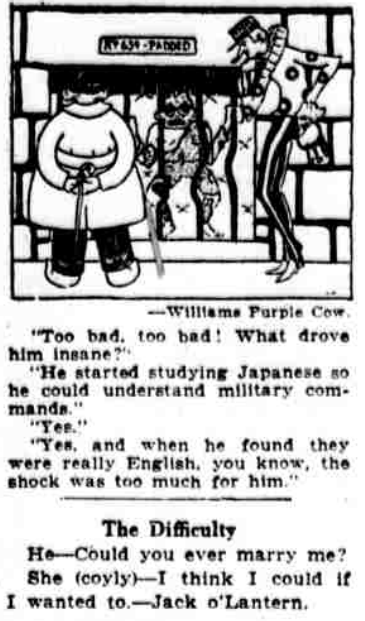 Nº 639 - PADDED
—Williams Purple Cow.
"Too bad, too bad! What drove
him insane?"
"He started studying Japanese so
he could understand military com-
mands."
"Yes."
"Yes, and when he found they
were really English, you know, the
shock was too much for him."
The Difficulty
He—Could you ever marry me?
She (coyly)—I think I could if
I wanted to.—Jack o'Lantern.